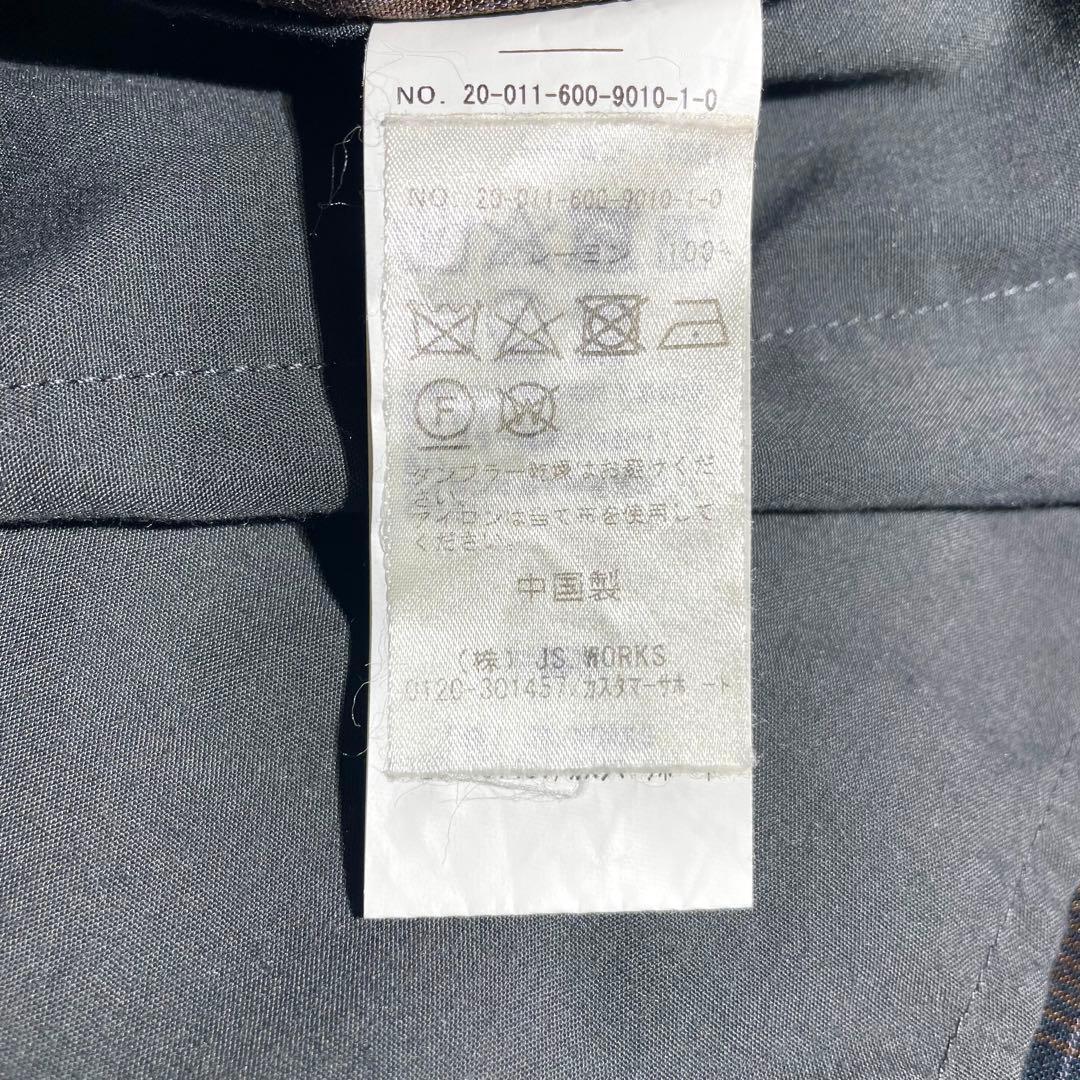 NO. 20-011-600-9010-1-0
NO. 20-011-600-9010-1-0
レーヨン 100%
F
W
タンブラー乾燥はお避けくだ
さい。
アイロンは当て布を使用して
ください。
中国製
(株) JS WORKS
0120-301457 カスタマーサポート